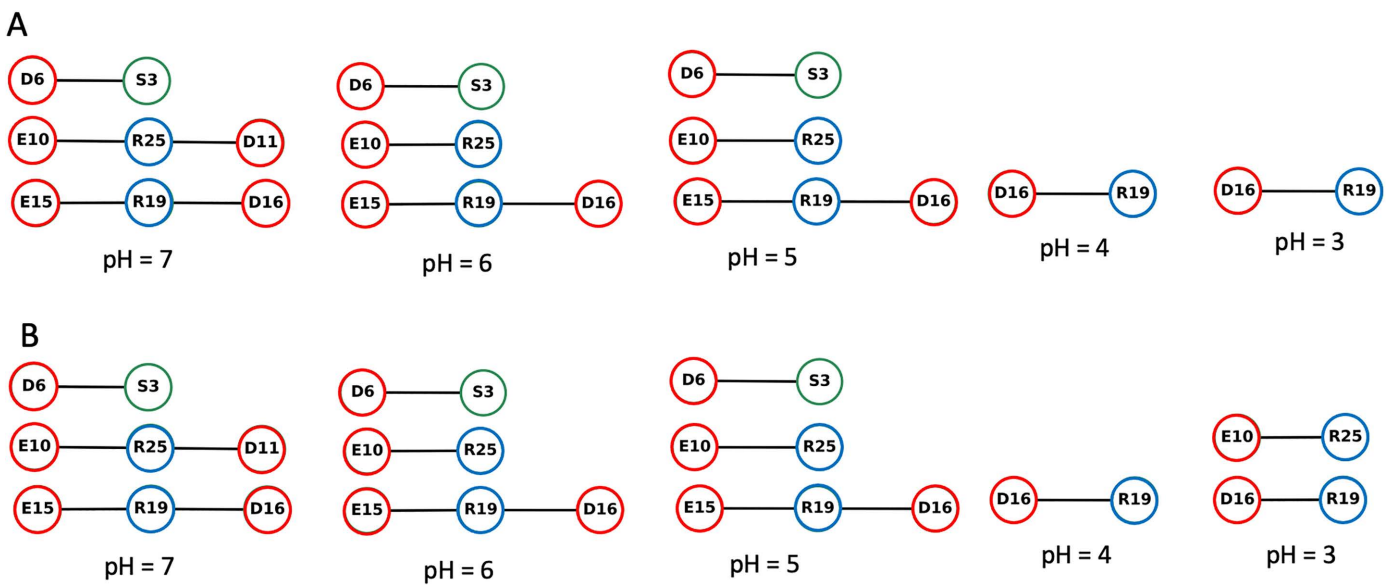 A
D6 S3 D6 S3 D6 S3
E10 R25 D11 E10 R25 E10 R25
E15 R19 D16 E15 R19 D16 E15 R19 D16 D16 R19 D16 R19
pH = 7 pH = 6 pH = 5 pH = 4 pH = 3
B
D6 S3 D6 S3 D6 S3
E10 R25 D11 E10 R25 E10 R25 E10 R25
E15 R19 D16 E15 R19 D16 E15 R19 D16 D16 R19 D16 R19
pH = 7 pH = 6 pH = 5 pH = 4 pH = 3